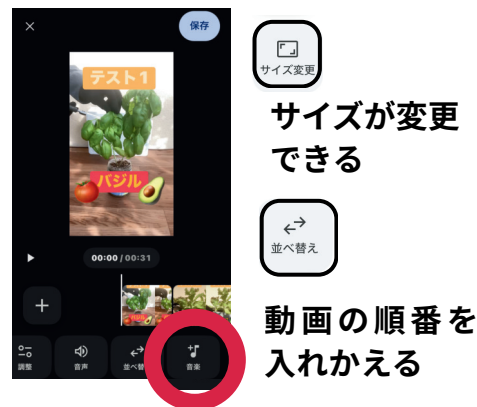 保存
テスト1
バジル
00:00 / 00:31
調整
音声
並べ替
音楽
サイズ変更
サイズが変更
できる
並べ替え
動画の順番を
入れかえる